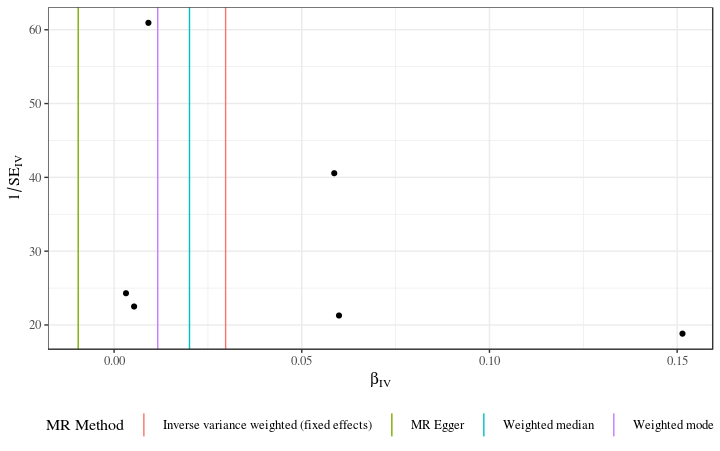 60
50
40
30
20
1/SE_IV
0.00 0.05 0.10 0.15
β_IV
MR Method Inverse variance weighted (fixed effects) MR Egger Weighted median Weighted mode